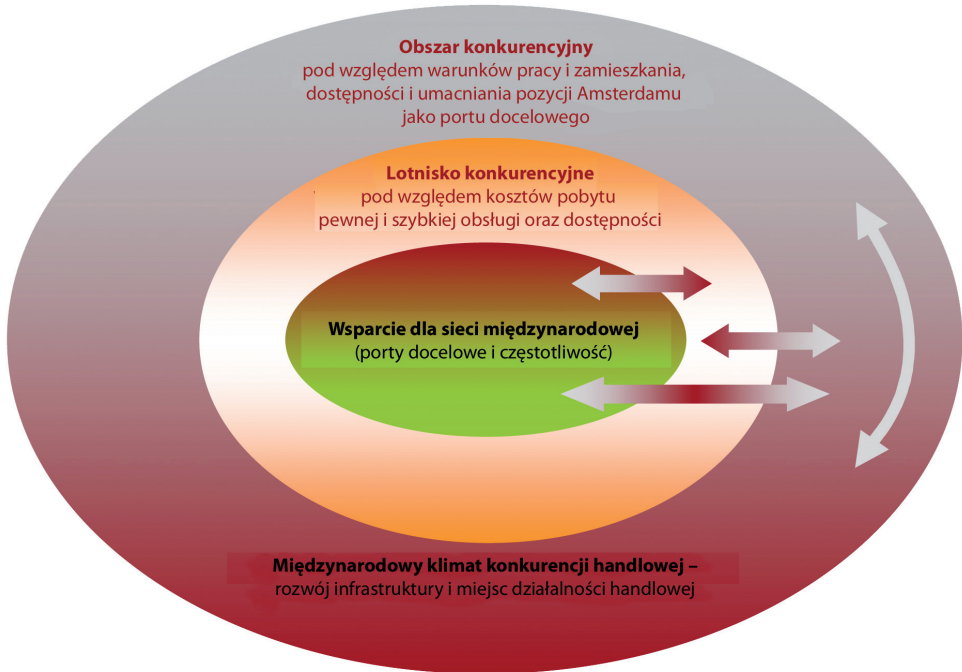 Obszar konkurencyjny
pod względem warunków pracy i zamieszkania,
dostępności i umacniania pozycji Amsterdamu
jako portu docelowego
Lotnisko konkurencyjne
pod względem kosztów pobytu
pewnej i szybkiej obsługi oraz dostępności
Wsparcie dla sieci międzynarodowej
(porty docelowe i częstotliwość)
Międzynarodowy klimat konkurencji handlowej –
rozwój infrastruktury i miejsc działalności handlowej